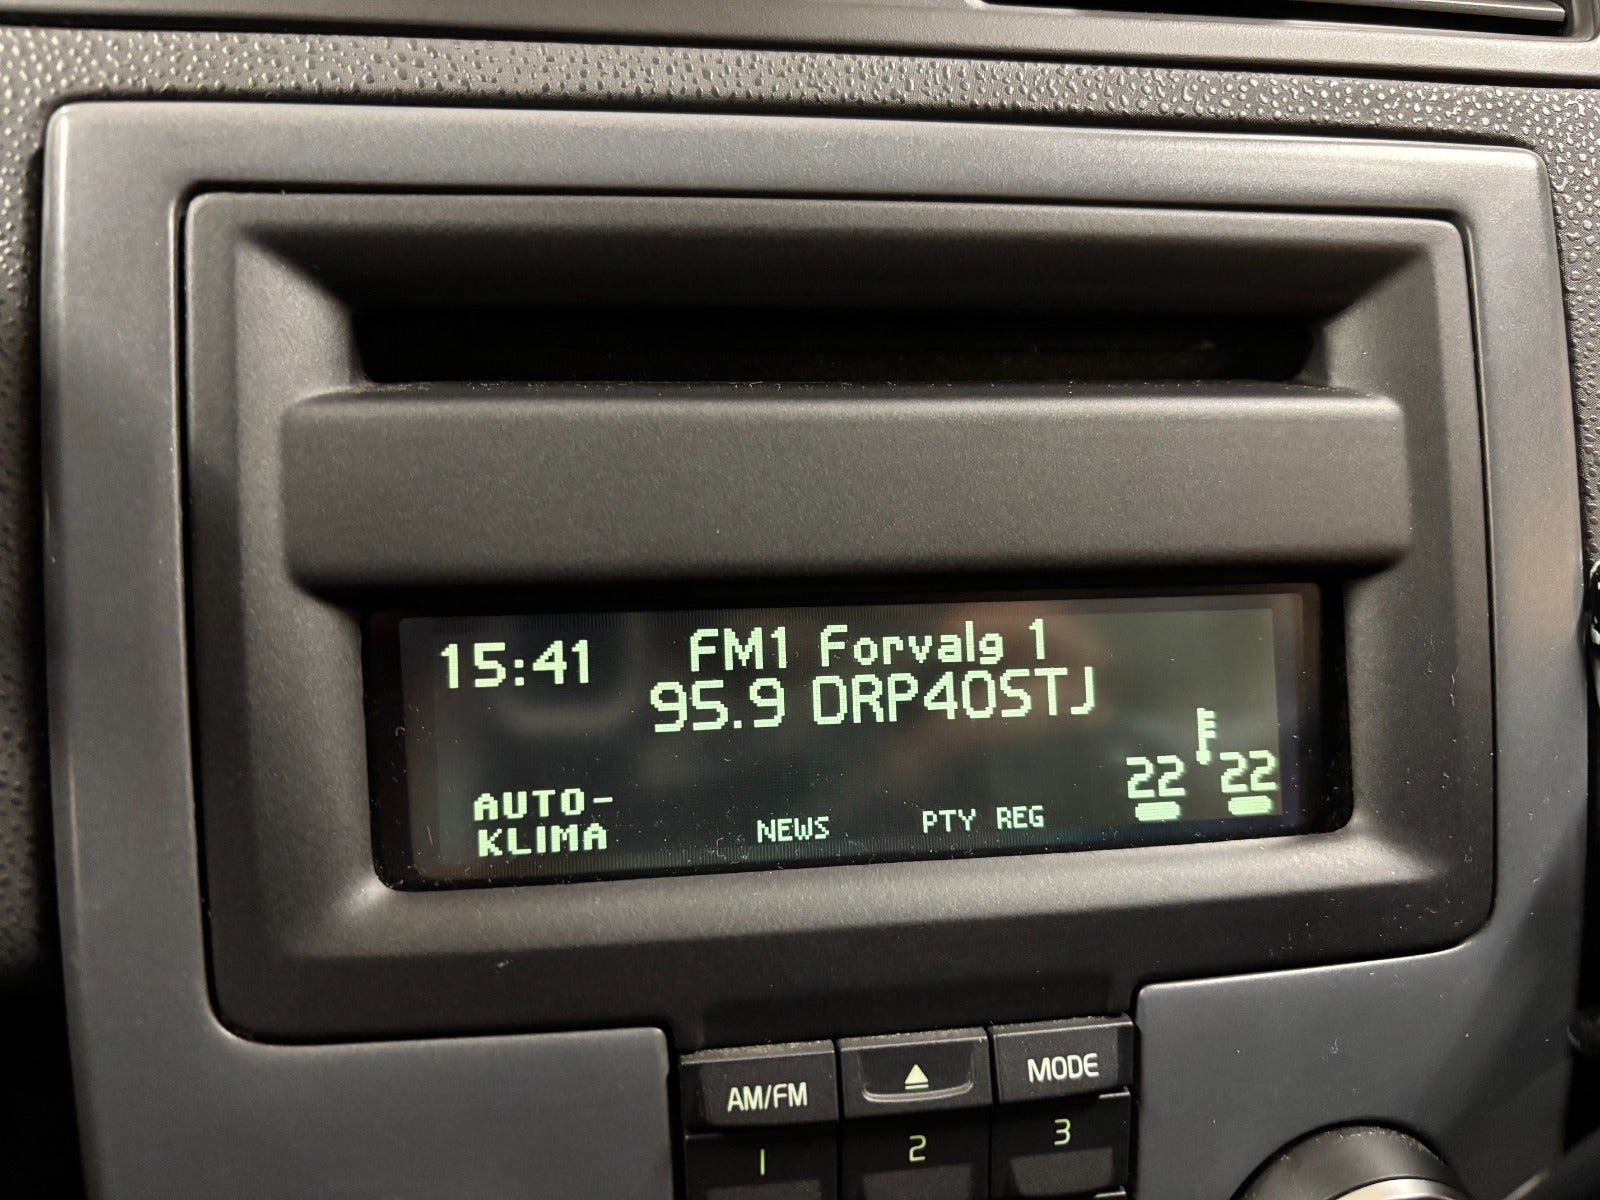 15:41 FM1 Forvalg 1
95.9 DRP4OSTJ
22 22
AUTO-
KLIMA
NEWS PTY REG
AM/FM MODE
1 2 3